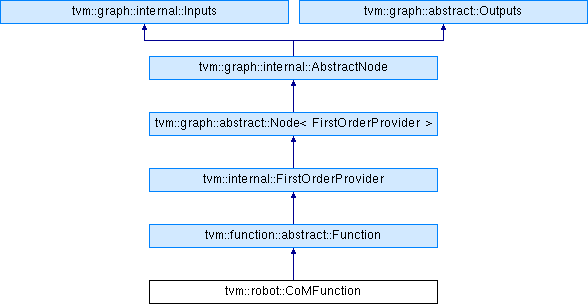 tvm::graph::internal::Inputs
tvm::graph::abstract::Outputs
tvm::graph::internal::AbstractNode
tvm::graph::abstract::Node< FirstOrderProvider >
tvm::internal::FirstOrderProvider
tvm::function::abstract::Function
tvm::robot::CoMFunction